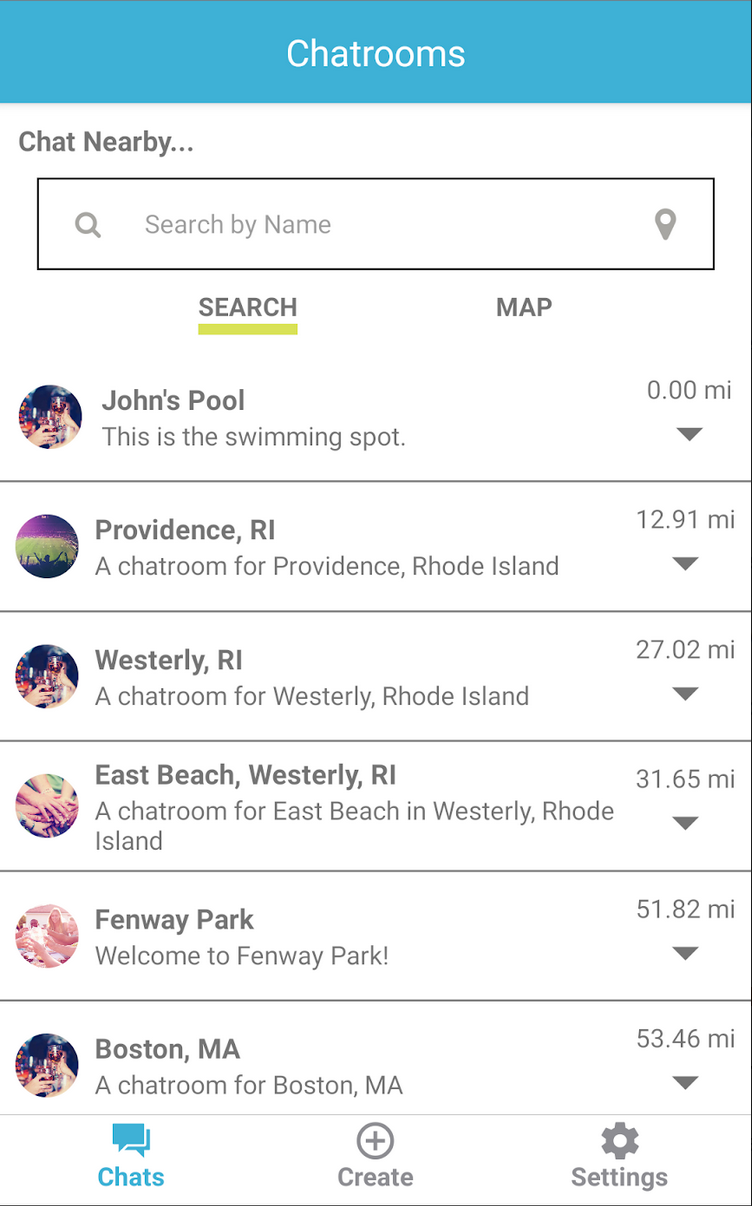 Chatrooms
Chat Nearby...
Search by Name
SEARCH MAP
John's Pool 0.00 mi
This is the swimming spot.
Providence, RI 12.91 mi
A chatroom for Providence, Rhode Island
Westerly, RI 27.02 mi
A chatroom for Westerly, Rhode Island
East Beach, Westerly, RI 31.65 mi
A chatroom for East Beach in Westerly, Rhode
Island
Fenway Park 51.82 mi
Welcome to Fenway Park!
Boston, MA 53.46 mi
A chatroom for Boston, MA
Chats Create Settings